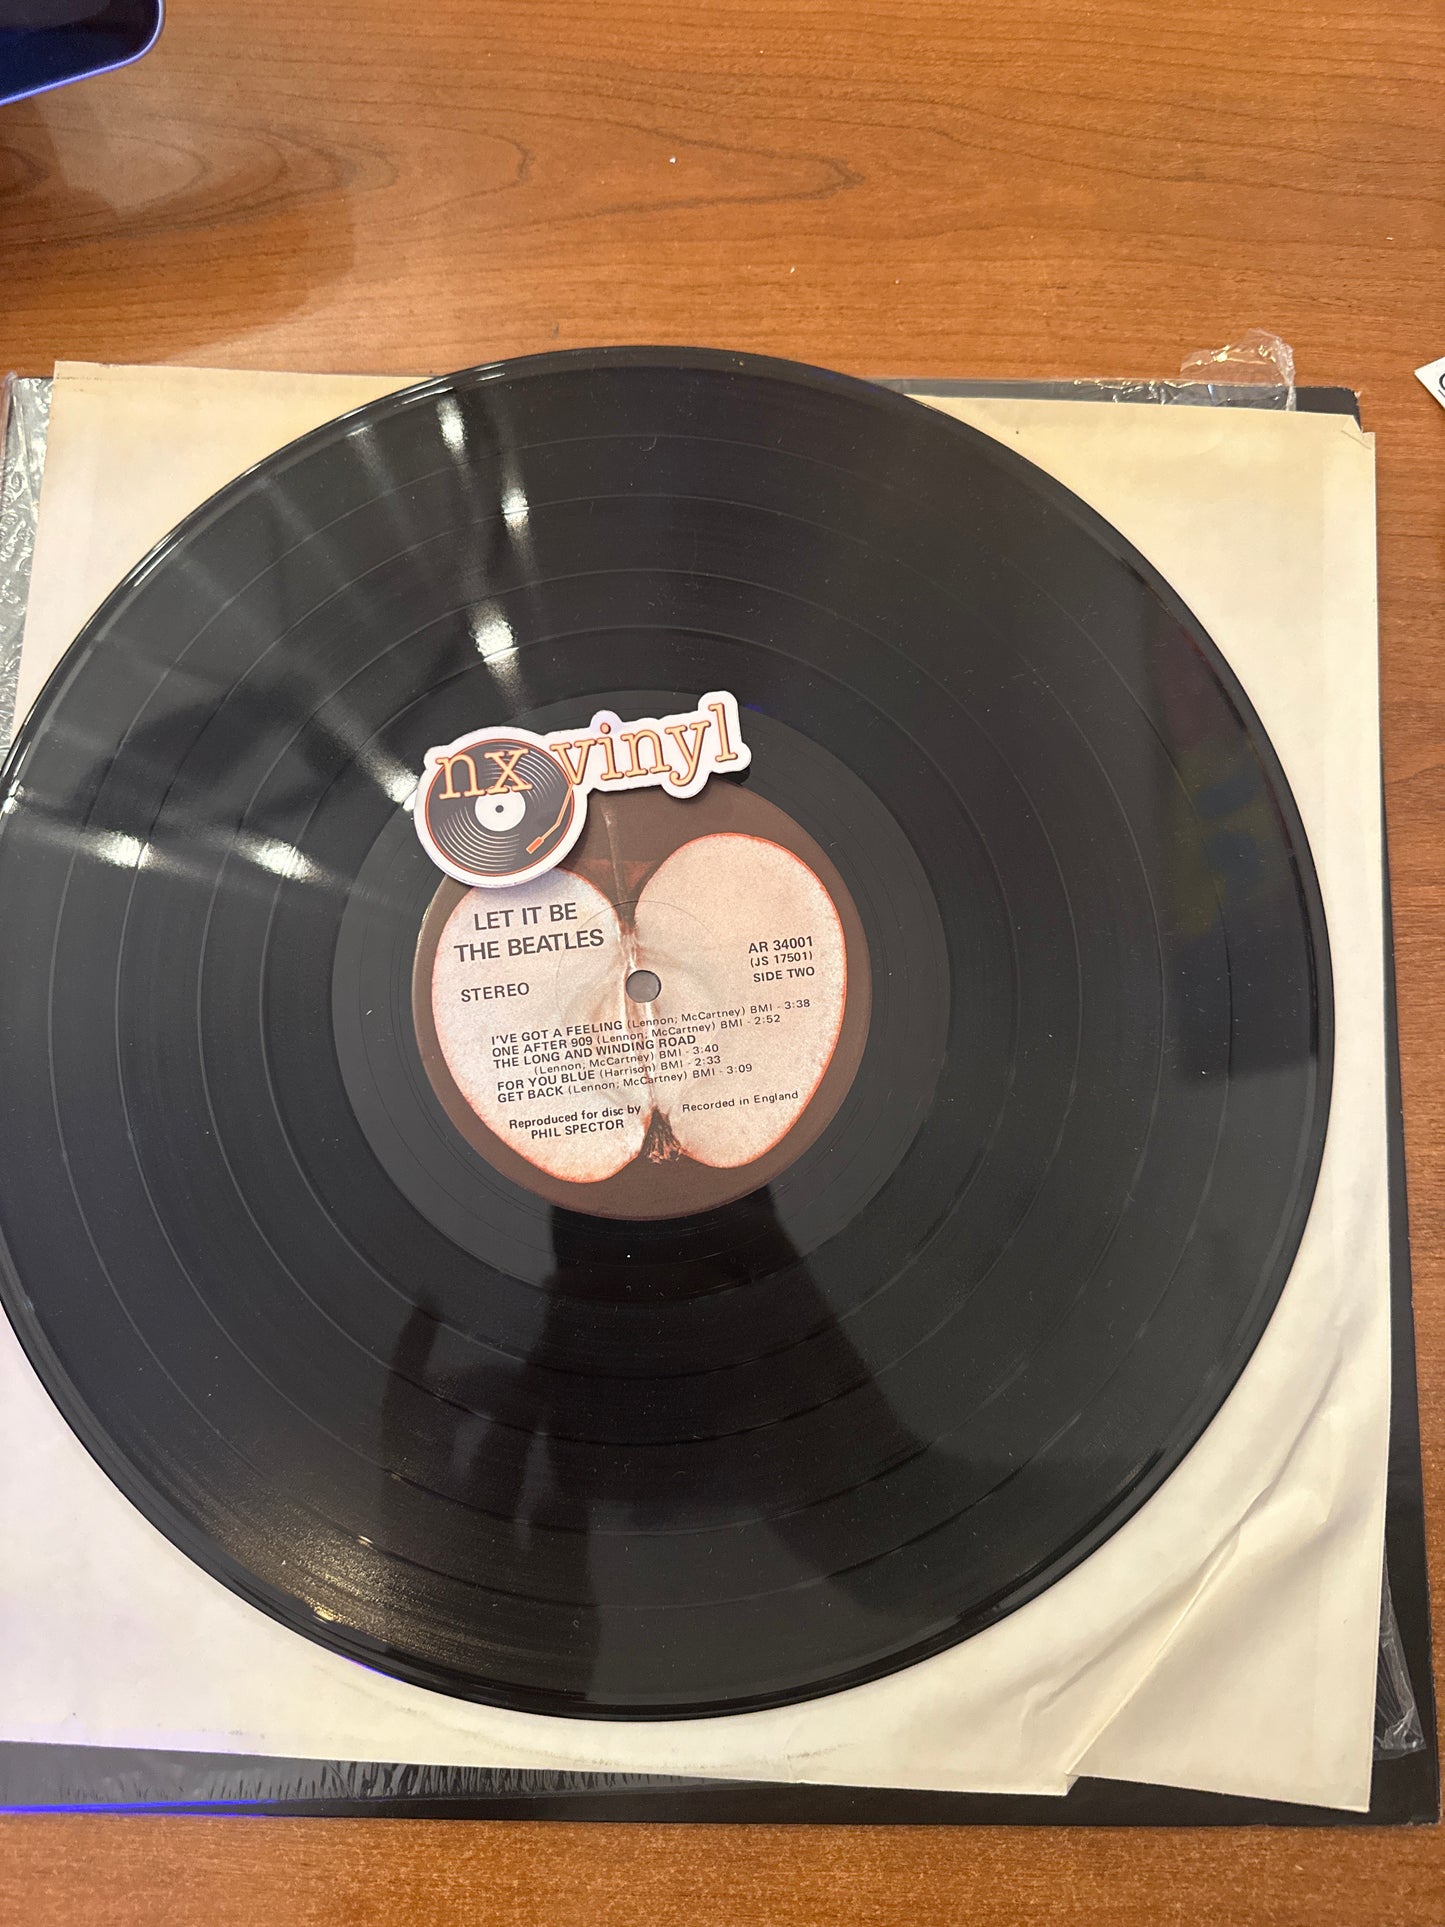 nx vinyl
LET IT BE
THE BEATLES
STEREO
AR 34001
(JS 17501)
SIDE TWO
I'VE GOT A FEELING (Lennon; McCartney) BMI - 3:38
ONE AFTER 909 (Lennon; McCartney) BMI - 2:52
THE LONG AND WINDING ROAD
(Lennon; McCartney) BMI - 3:40
FOR YOU BLUE (Harrison) BMI - 2:33
GET BACK (Lennon; McCartney) BMI - 3:09
Reproduced for disc by
PHIL SPECTOR
Recorded in England